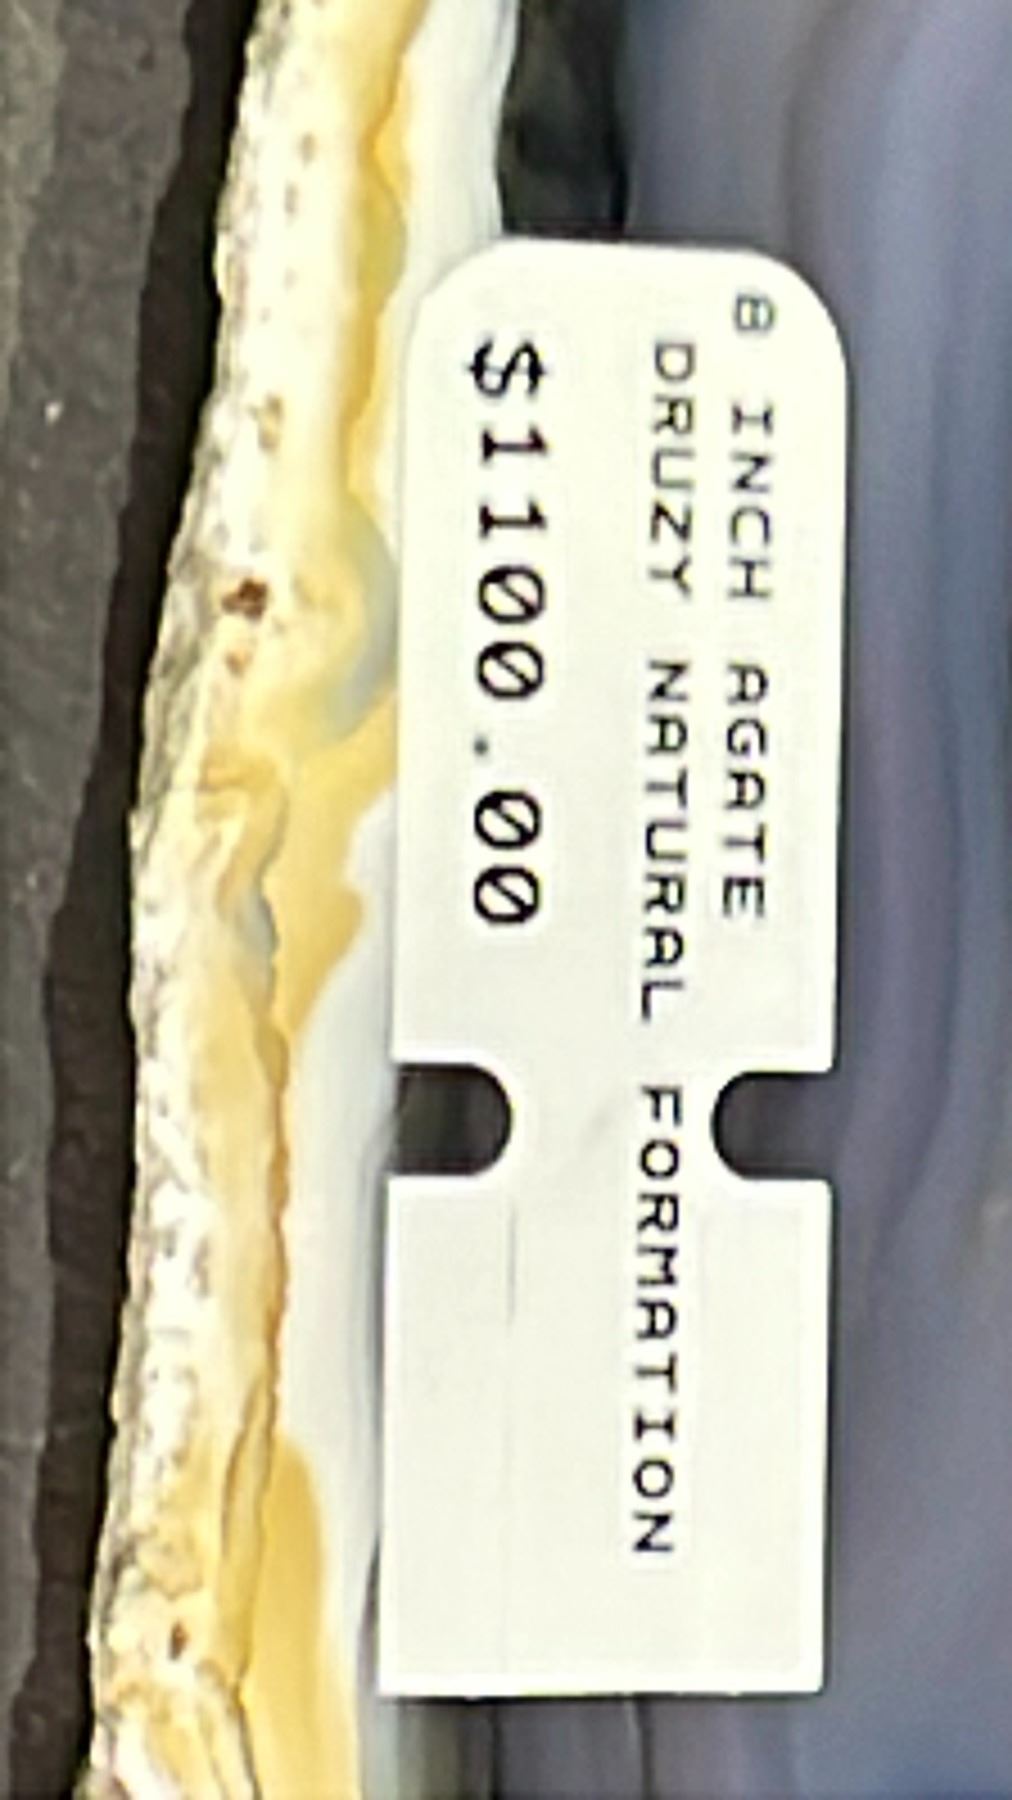 8 INCH AGATE
DRUZY NATURAL FORMATION
$1100.00